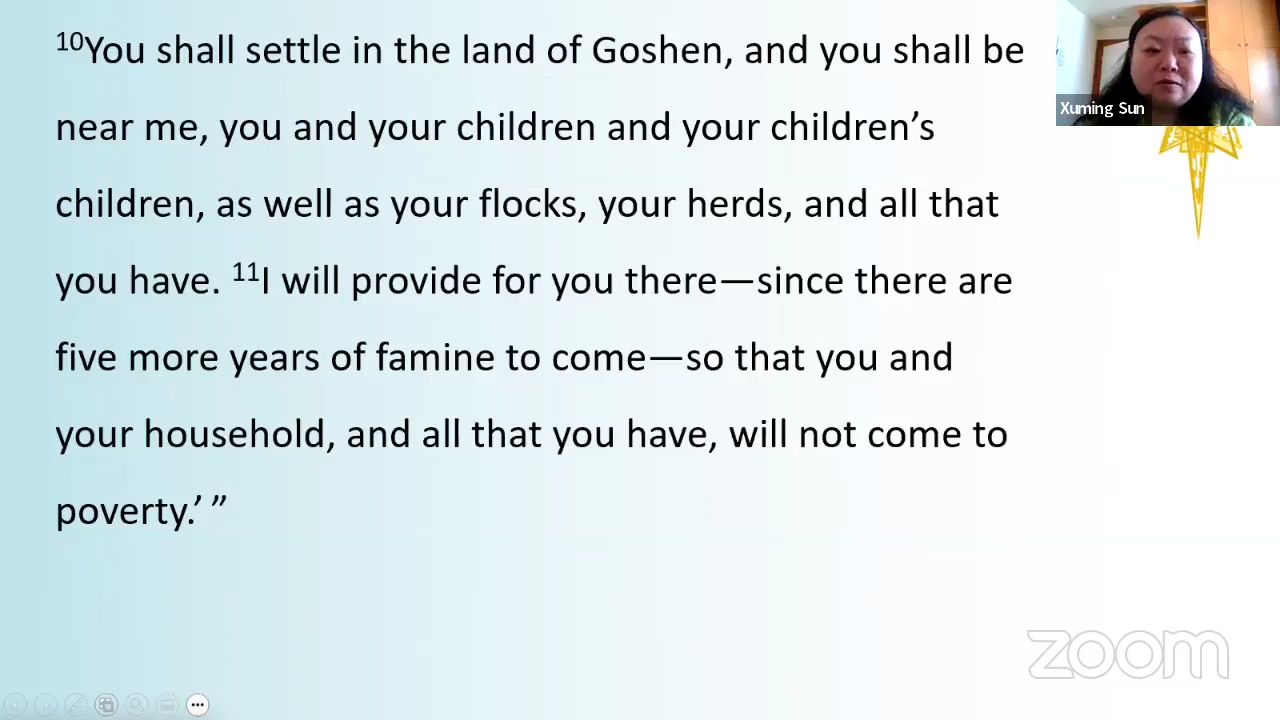 ¹⁰You shall settle in the land of Goshen, and you shall be
near me, you and your children and your children’s
children, as well as your flocks, your herds, and all that
you have. ¹¹I will provide for you there—since there are
five more years of famine to come—so that you and
your household, and all that you have, will not come to
poverty.’ ”
Xuming Sun
zoom